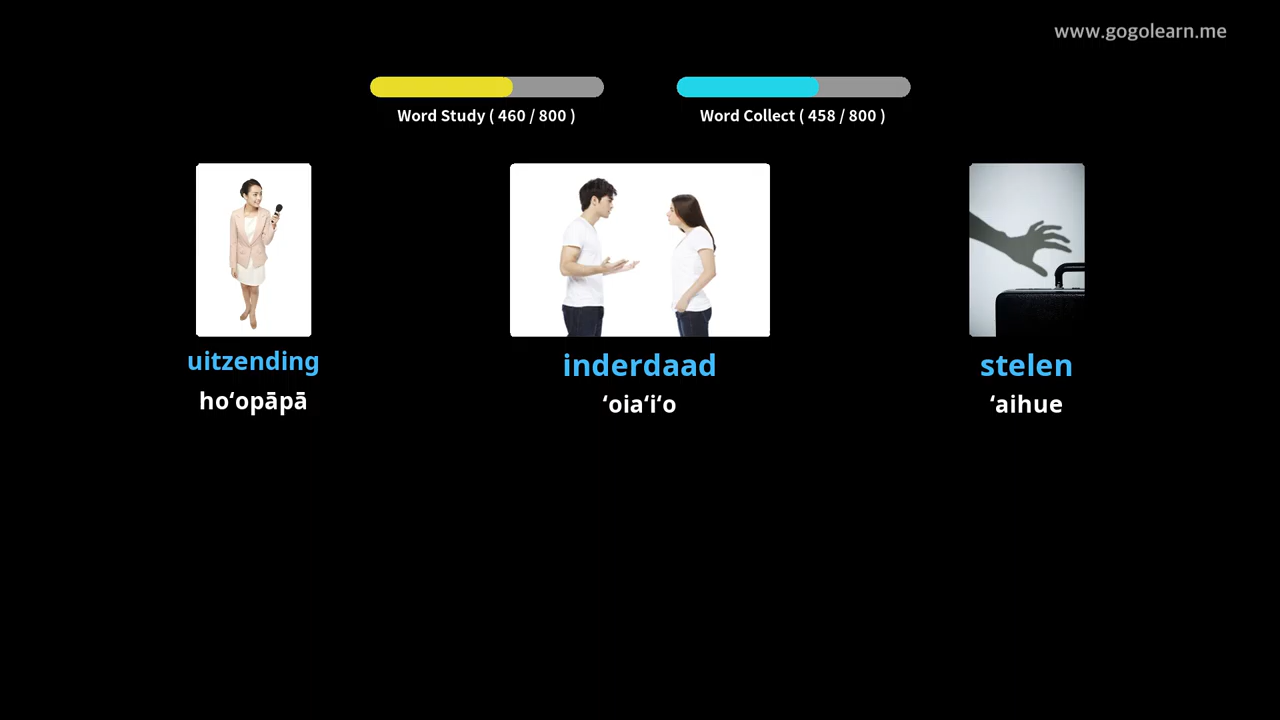 www.gogolearn.me
Word Study ( 460 / 800 )
Word Collect ( 458 / 800 )
uitzending
hoʻopāpā
inderdaad
ʻoiaʻiʻo
stelen
ʻaihue